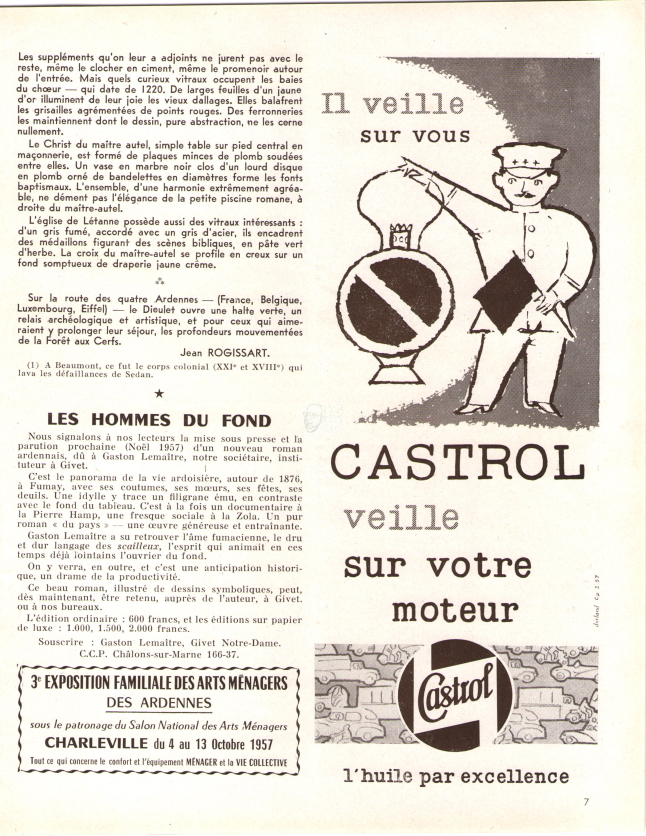 Les suppléments qu'on leur a adjoints ne jurent pas avec le
reste, même le clocher en ciment, même le promenoir autour
de l'entrée. Mais quels curieux vitraux occupent les baies
du chœur — qui date de 1220. De larges feuilles d'un jaune
d'or illuminent de leur joie les vieux dallages. Elles balafrent
les grisailles agrémentées de points rouges. Des ferronneries
les maintiennent dont le dessin, pure abstraction, ne les cerne
nullement.
Le Christ du maître autel, simple table sur pied central en
maçonnerie, est formé de plaques minces de plomb soudées
entre elles. Un vase en marbre noir clos d'un lourd disque
en plomb orné de bandelettes en diamètres forme les fonts
baptismaux. L'ensemble, d'une harmonie extrêmement agréa-
ble, ne dément pas l'élégance de la petite piscine romane, à
droite du maître-autel.
L'église de Létanne possède aussi des vitraux intéressants :
d'un gris fumé, accordé avec un gris d'acier, ils encadrent
des médaillons figurant des scènes bibliques, en pâte vert
d'herbe. La croix du maître-autel se profile en creux sur un
fond somptueux de draperie jaune crème.
Sur la route des quatre Ardennes — (France, Belgique,
Luxembourg, Eiffel) — le Dieulet ouvre une halte verte, un
relais archéologique et artistique, et pour ceux qui aime-
raient y prolonger leur séjour, les profondeurs mouvementées
de la Forêt aux Cerfs.
Jean ROGISSART.
(1) A Beaumont, ce fut le corps colonial (XXIe et XVIIIe) qui
lava les défaillances de Sedan.
★
LES HOMMES DU FOND
Nous signalons à nos lecteurs la mise sous presse et la
parution prochaine (Noël 1957) d'un nouveau roman
ardennais, dû à Gaston Lemaître, notre sociétaire, insti-
tuteur à Givet.
C'est le panorama de la vie ardoisière, autour de 1876,
à Fumay, avec ses coutumes, ses mœurs, ses fêtes, ses
deuils. Une idylle y trace un filigrane ému, en contraste
avec le fond du tableau. C'est à la fois un documentaire à
la Pierre Hamp, une fresque sociale à la Zola. Un pur
roman « du pays » — une œuvre généreuse et entraînante.
Gaston Lemaître a su retrouver l'âme fumacienne, le dru
et dur langage des scailleux, l'esprit qui animait en ces
temps déjà lointains l'ouvrier du fond.
On y verra, en outre, et c'est une anticipation histori-
que, un drame de la productivité.
Ce beau roman, illustré de dessins symboliques, peut,
dès maintenant, être retenu, auprès de l'auteur, à Givet.
ou à nos bureaux.
L'édition ordinaire : 600 francs, et les éditions sur papier
de luxe : 1.000, 1.500, 2.000 francs.
Souscrire : Gaston Lemaître, Givet Notre-Dame.
C.C.P. Châlons-sur-Marne 166-37.
3e EXPOSITION FAMILIALE DES ARTS MÉNAGERS
DES ARDENNES
sous le patronage du Salon National des Arts Ménagers
CHARLEVILLE du 4 au 13 Octobre 1957
Tout ce qui concerne le confort et l'équipement MÉNAGER et la VIE COLLECTIVE
Il veille
sur vous
CASTROL
veille
sur votre
moteur
Castrol
l'huile par excellence
7